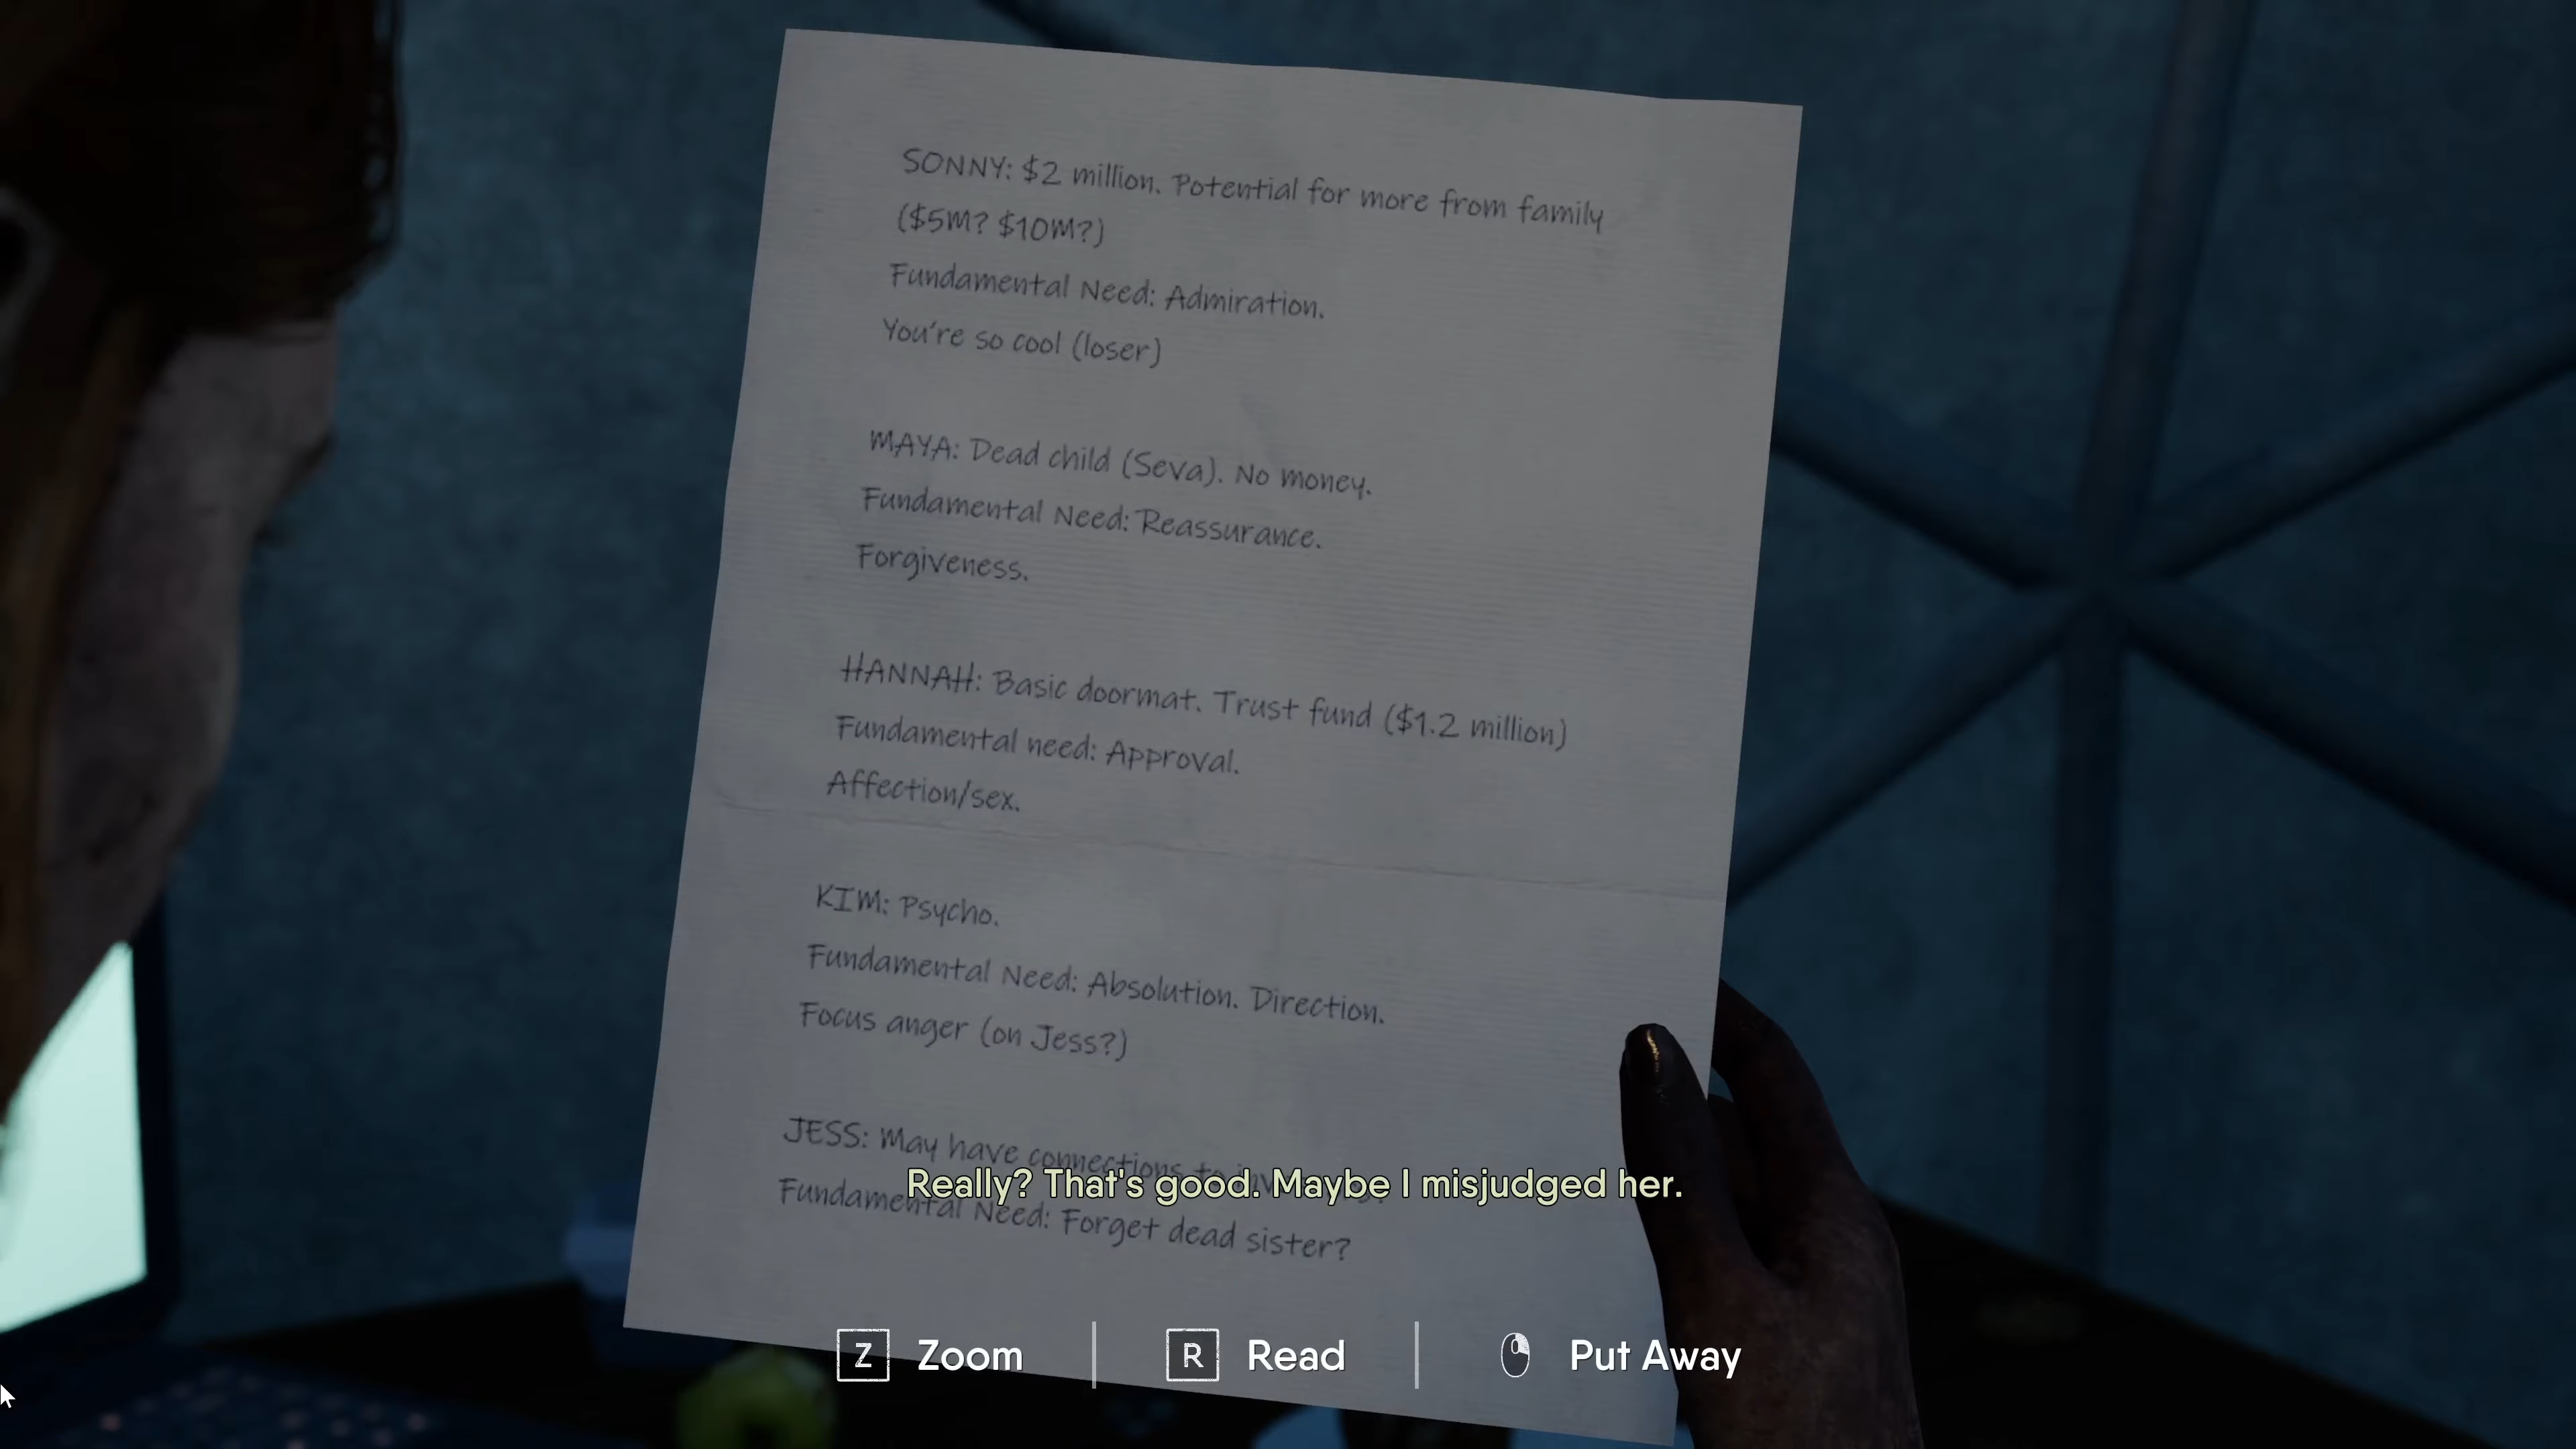 SONNY: $2 million. Potential for more from family
($5M? $10M?)
Fundamental Need: Admiration.
You're so cool (loser)
MAYA: Dead child (Seva). No money.
Fundamental Need: Reassurance.
Forgiveness.
HANNAH: Basic doormat. Trust fund ($1.2 million)
Fundamental need: Approval.
Affection/sex.
KIM: Psycho.
Fundamental Need: Absolution. Direction.
Focus anger (on Jess?)
JESS: May have connections to
Really? That's good. Maybe I misjudged her.
Fundamental Need: Forget dead sister?
Z Zoom
R Read
Put Away